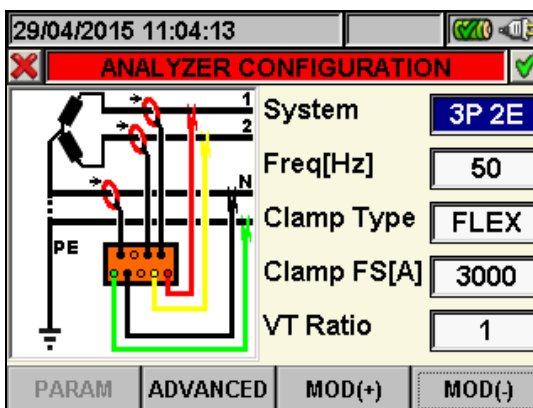 29/04/2015 11:04:13
ANALYZER CONFIGURATION
1
2
N
PE
System 3P 2E
Freq[Hz] 50
Clamp Type FLEX
Clamp FS[A] 3000
VT Ratio 1
PARAM ADVANCED MOD(+) MOD(-)